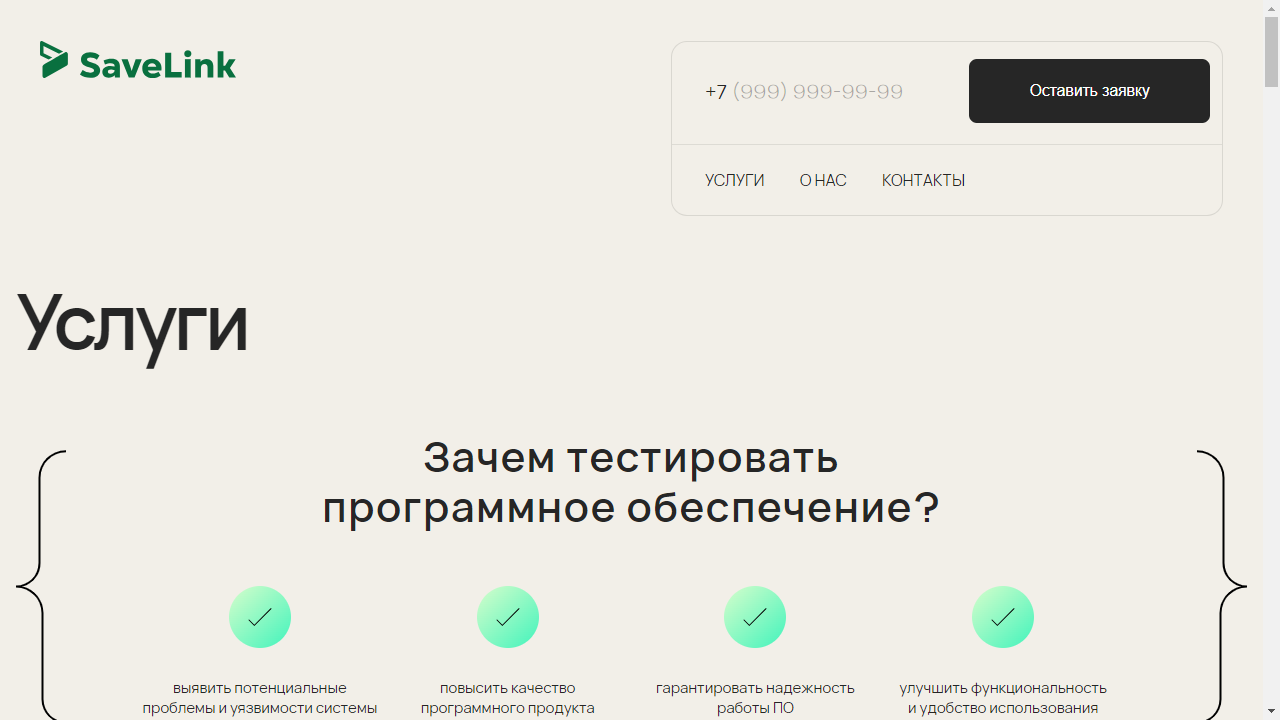 SaveLink
+7 (999) 999-99-99
Оставить заявку
УСЛУГИ О НАС КОНТАКТЫ
Услуги
Зачем тестировать
программное обеспечение?
выявить потенциальные
проблемы и уязвимости системы
повысить качество
программного продукта
гарантировать надежность
работы ПО
улучшить функциональность
и удобство использования